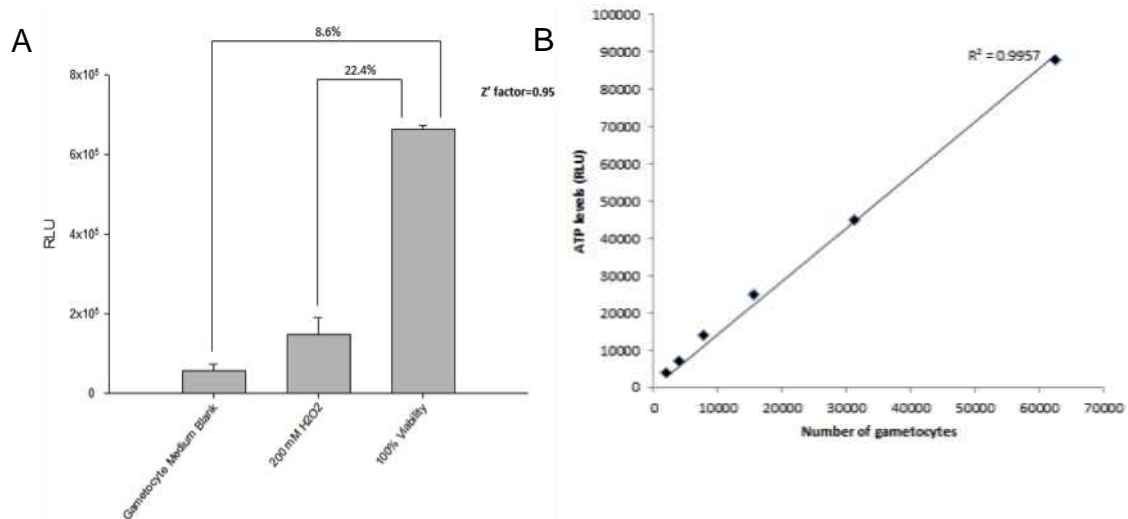 A
8.6%
22.4%
Z' factor=0.95
8x10⁵
6x10⁵
4x10⁵
2x10⁵
0
RLU
Gametocyte Medium Blank
200 mM H2O2
100% Viability
B
R² = 0.9957
100000
90000
80000
70000
60000
50000
40000
30000
20000
10000
0
ATP levels (RLU)
0 10000 20000 30000 40000 50000 60000 70000
Number of gametocytes